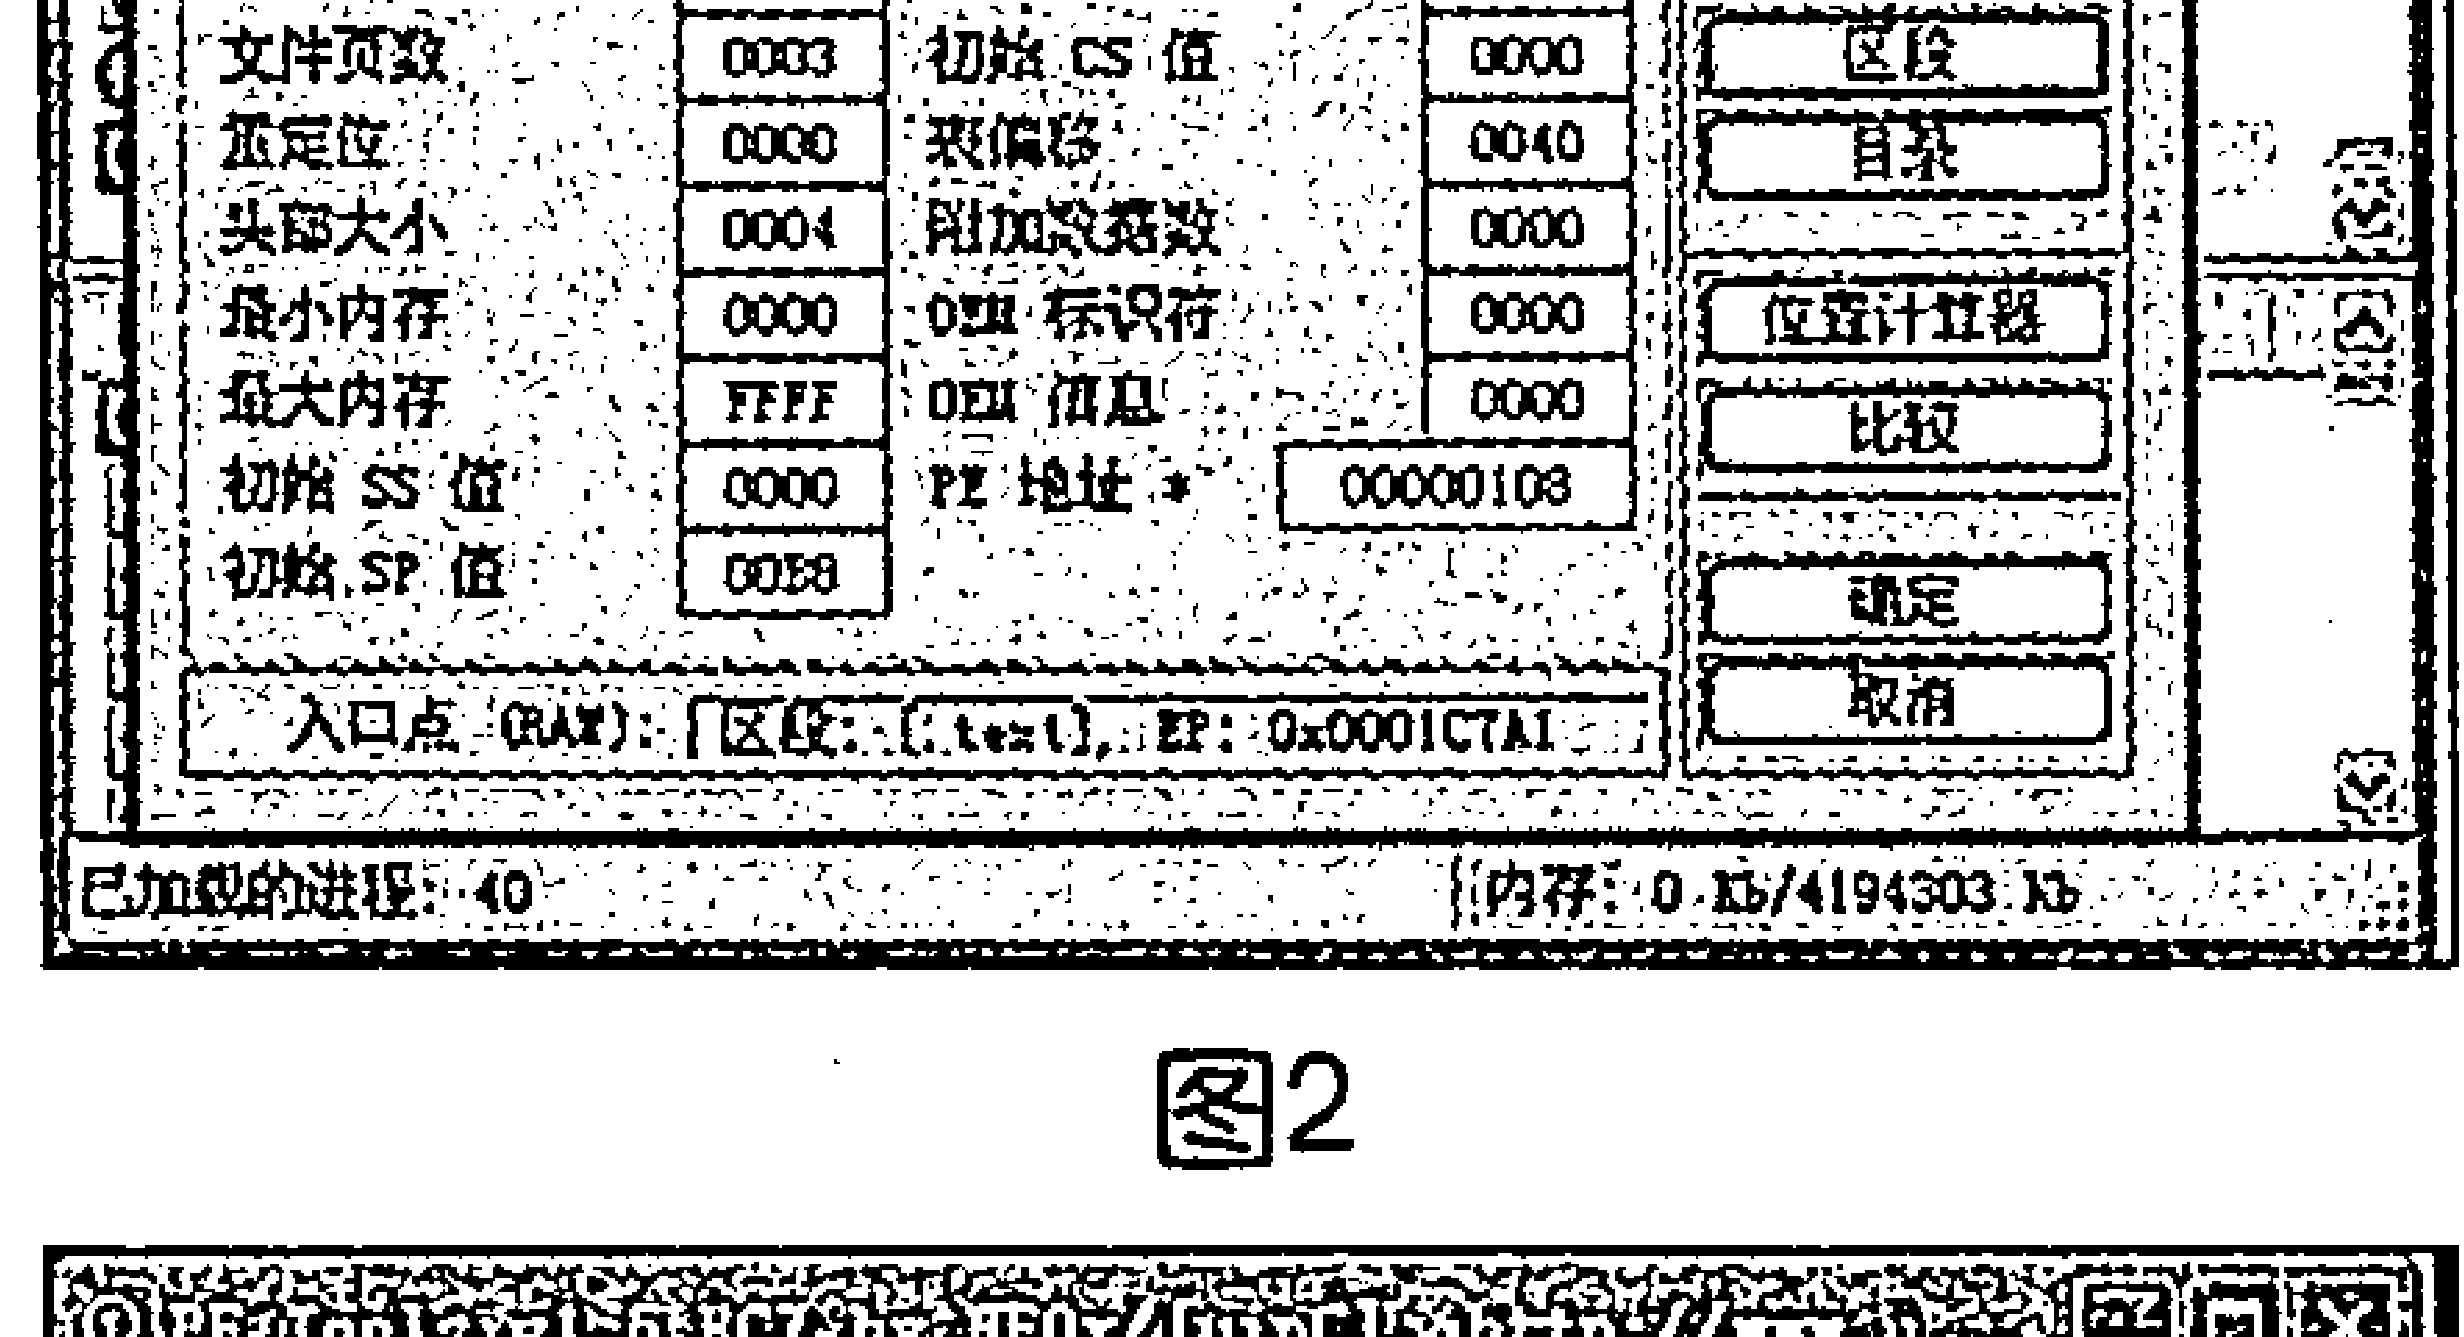 文件页数 0003 初始 CS 值 0000 区段
重定位 0000 表偏移 0040 目录
头部大小 0004 附加数据数 0000
最小内存 0000 OEM 标识符 0000 位置计算器
最大内存 FFFF OEM 信息 0000 比较
初始 SS 值 0000 PE 地址 * 00000108
初始 SP 值 00B8 确定
取消
入口点 (RAW): 区段: [.text], EP: 0x0001C7A1
已加载的进程: 40 内存: 0 Kb/4194303 Kb
图2